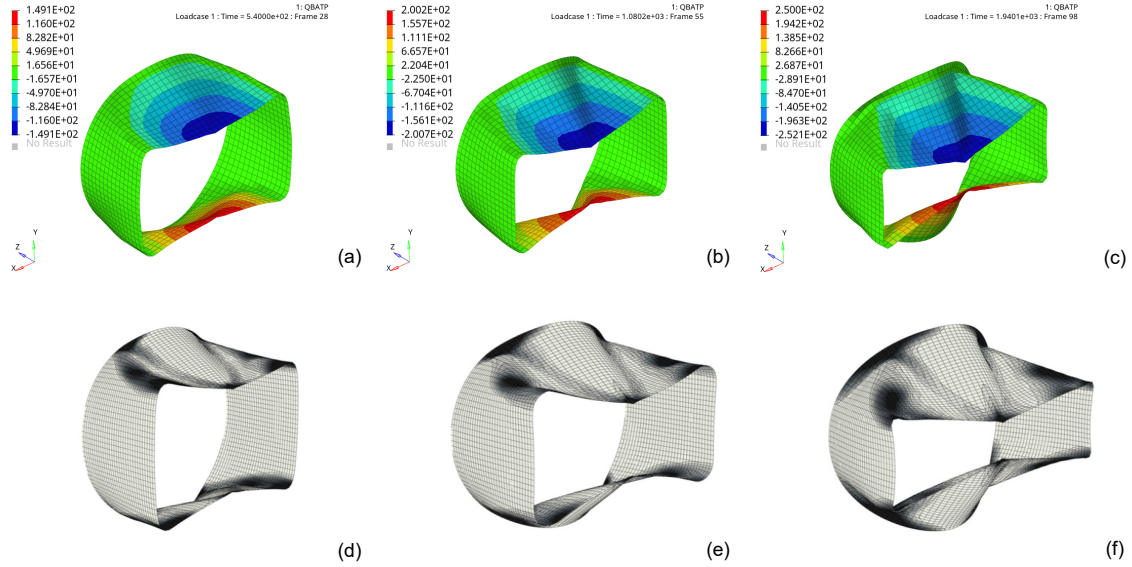 1: QBATP
Loadcase 1 : Time = 5.4000e+02 : Frame 28
1.491E+02
1.160E+02
8.282E+01
4.969E+01
1.656E+01
-1.657E+01
-4.970E+01
-8.284E+01
-1.160E+02
-1.491E+02
No Result
Y
Z
X
(a)
1: QBATP
Loadcase 1 : Time = 1.0802e+03 : Frame 55
2.002E+02
1.557E+02
1.111E+02
6.657E+01
2.204E+01
-2.250E+01
-6.704E+01
-1.116E+02
-1.561E+02
-2.007E+02
No Result
Y
Z
X
(b)
1: QBATP
Loadcase 1 : Time = 1.9401e+03 : Frame 98
2.500E+02
1.942E+02
1.385E+02
8.266E+01
2.687E+01
-2.891E+01
-8.470E+01
-1.405E+02
-1.963E+02
-2.521E+02
No Result
Y
Z
X
(c)
(d)
(e)
(f)